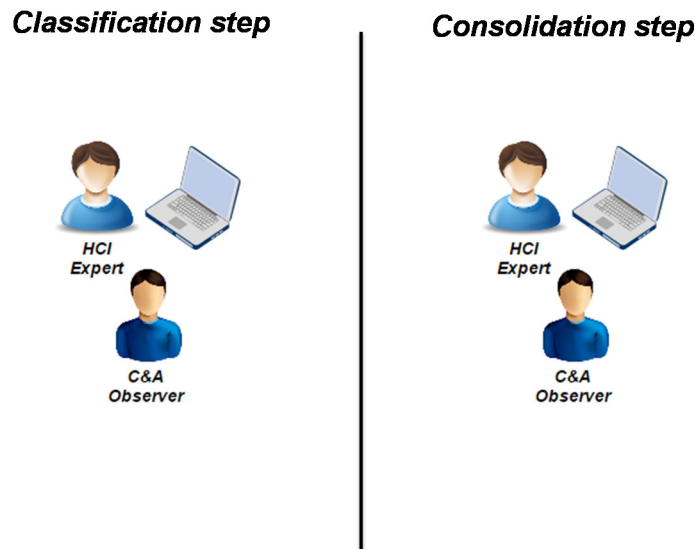 Classification step
HCI
Expert
C&A
Observer
Consolidation step
HCI
Expert
C&A
Observer